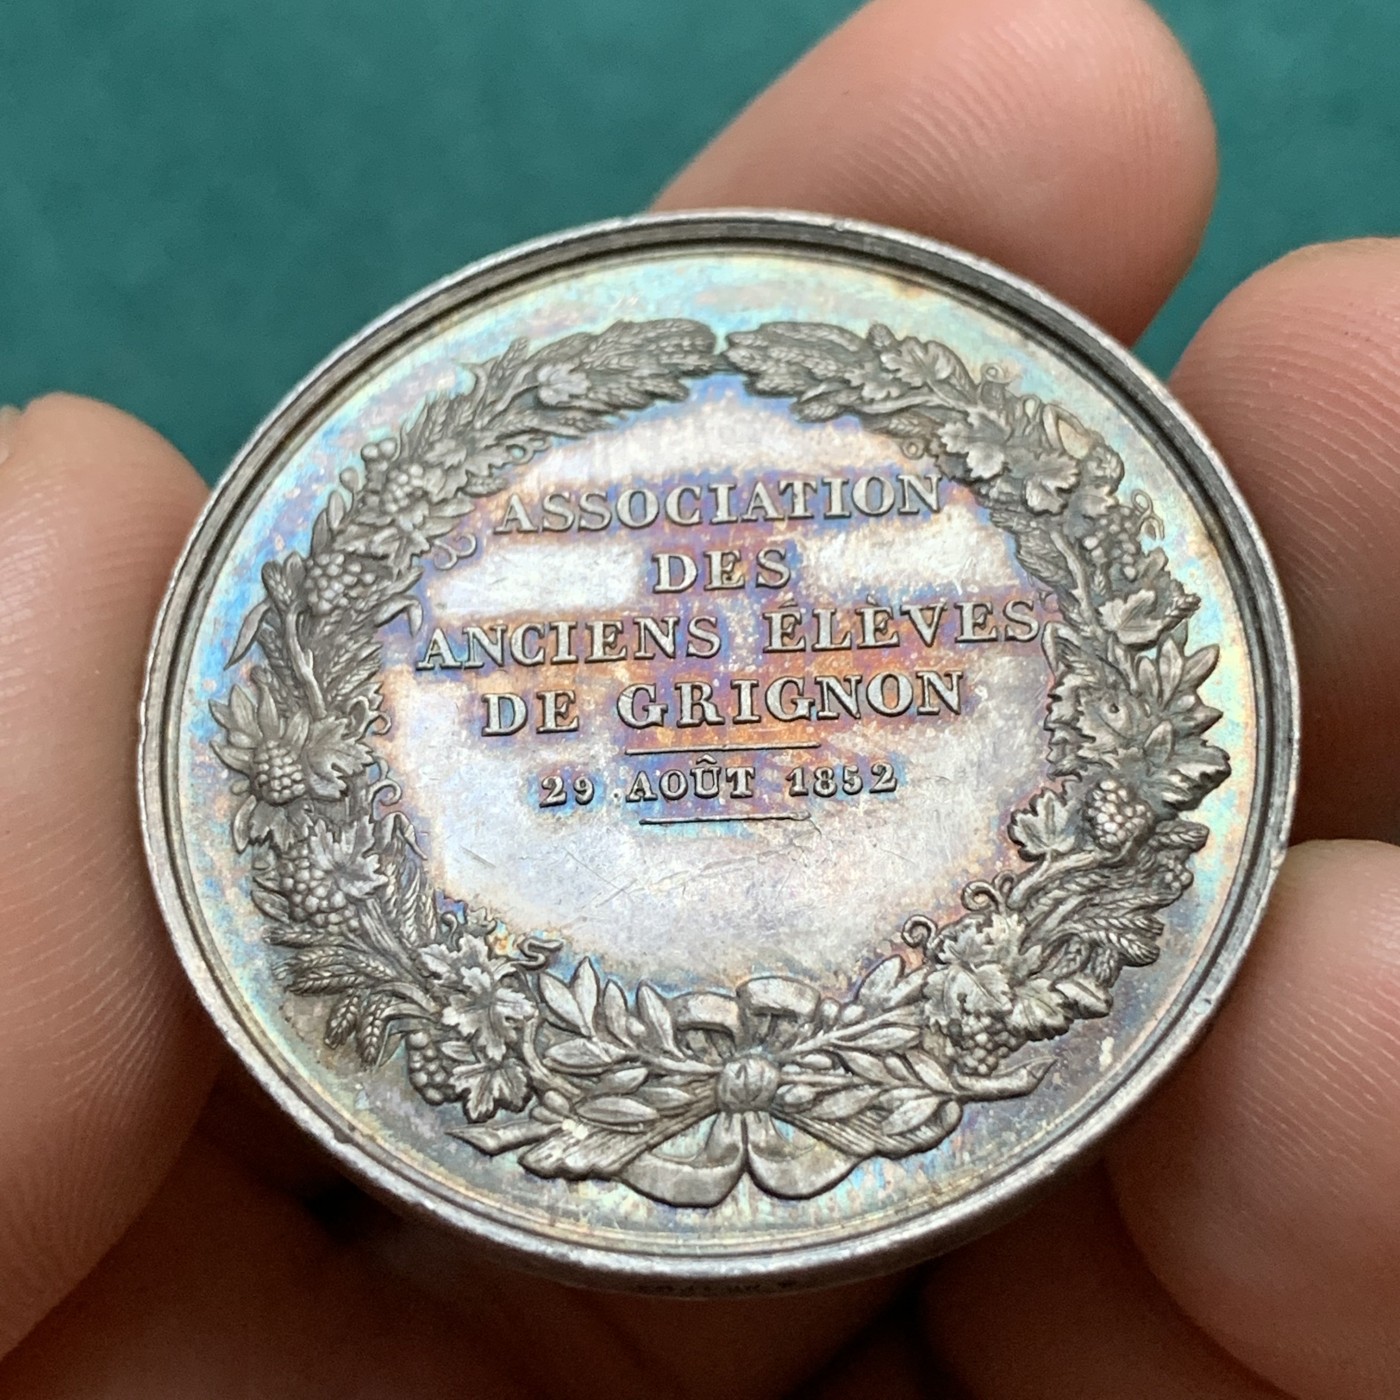 ASSOCIATION
DES
ANCIENS ÉLÈVES
DE GRIGNON
29 AOÛT 1852